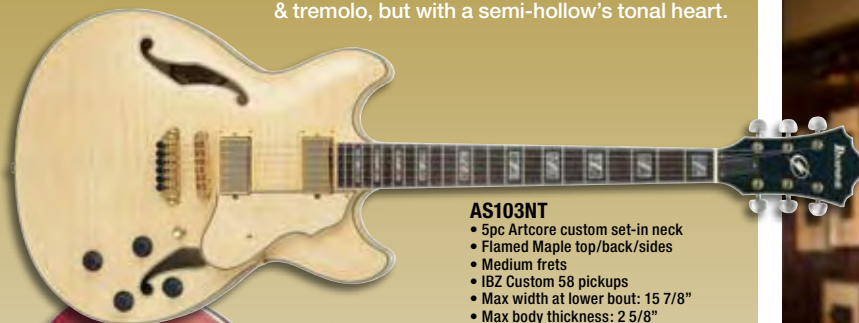 & tremolo, but with a semi-hollow's tonal heart.
Ibanez
AS103NT
• 5pc Artcore custom set-in neck
• Flamed Maple top/back/sides
• Medium frets
• IBZ Custom 58 pickups
• Max width at lower bout: 15 7/8”
• Max body thickness: 2 5/8”